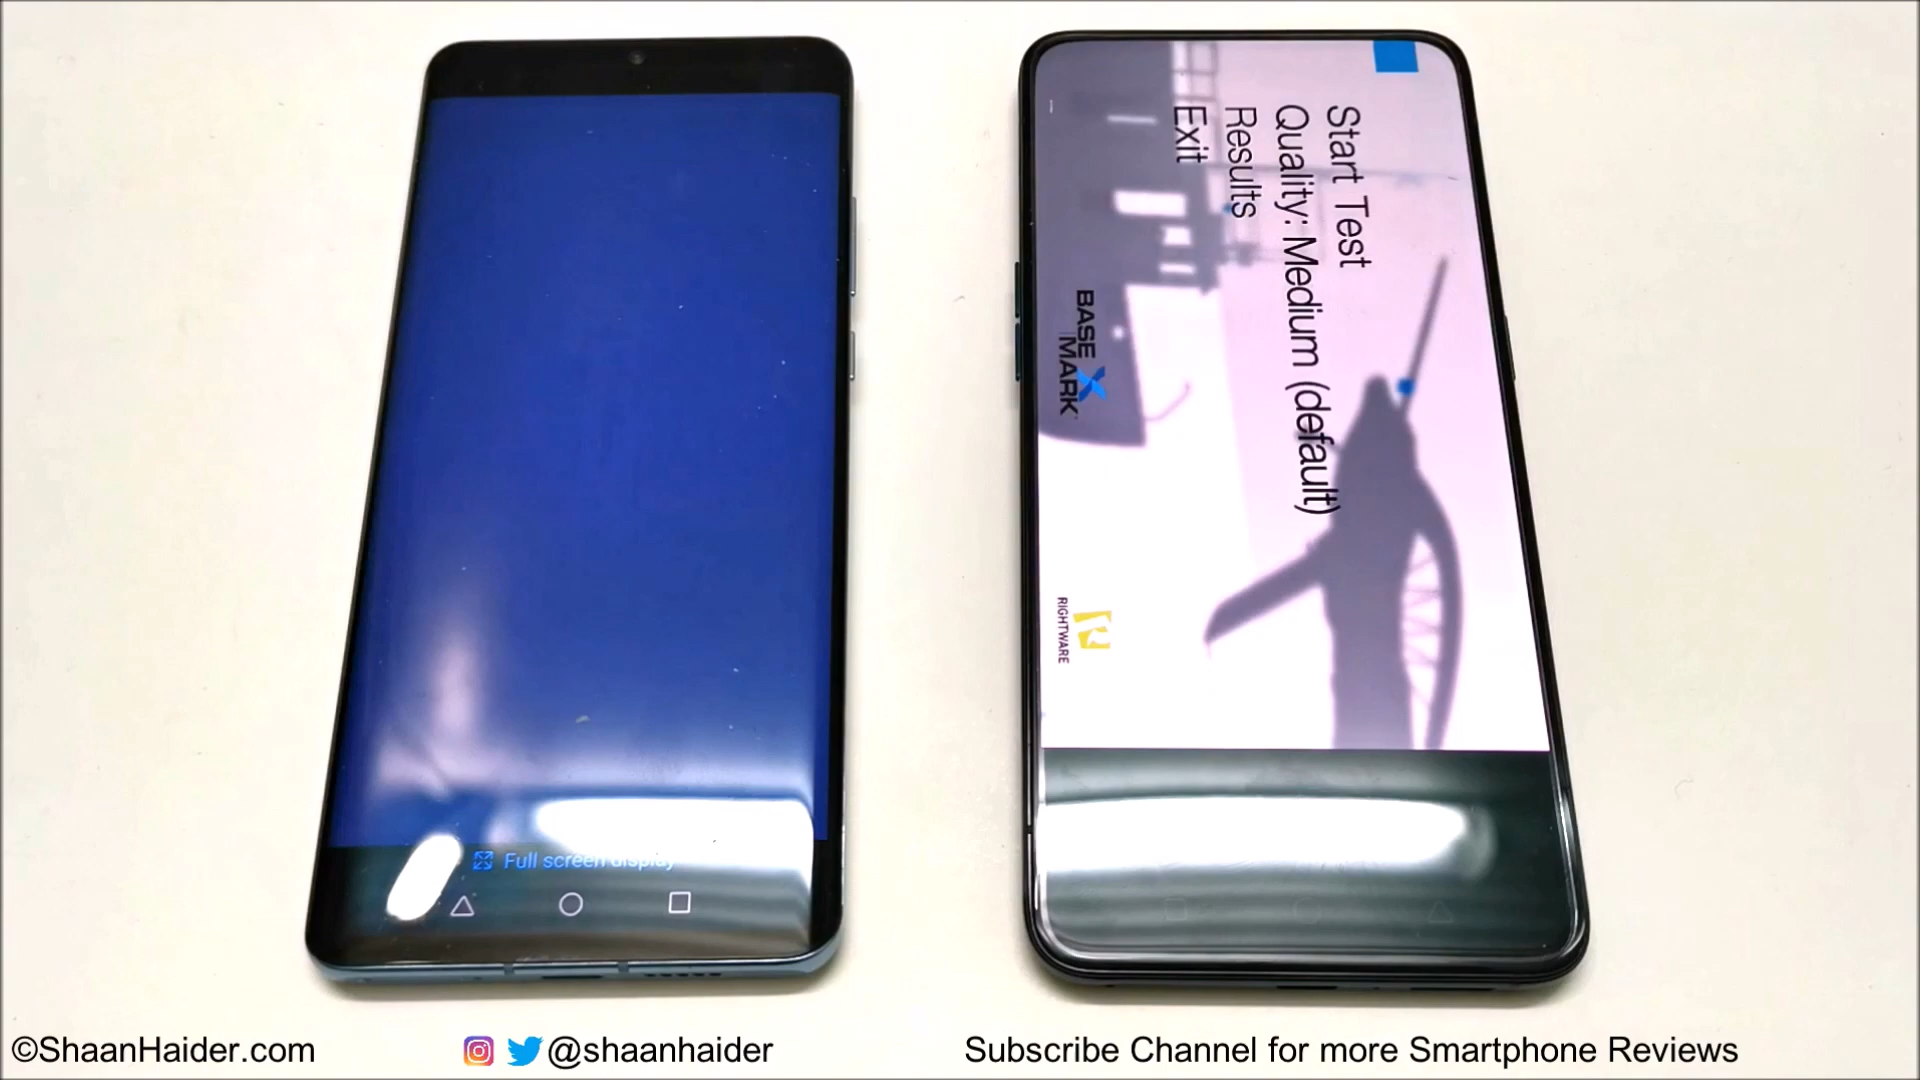 Full screen display
Start Test
Quality: Medium (default)
Results
Exit
BASE
MARK
RIGHTWARE
©ShaanHaider.com
@shaanhaider
Subscribe Channel for more Smartphone Reviews